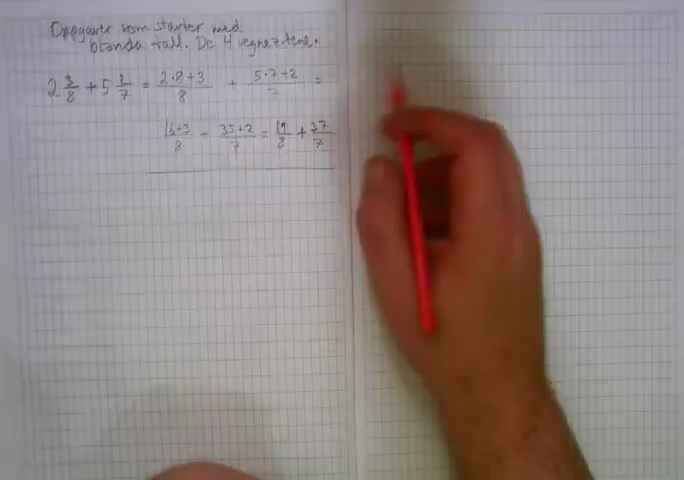 Oppgaver som starter med
blanda tall. De 4 regneartene.
2 3/8 + 5 2/7 = (2·8+3)/8 + (5·7+2)/7 =
(16+3)/8 + (35+2)/7 = 19/8 + 37/7